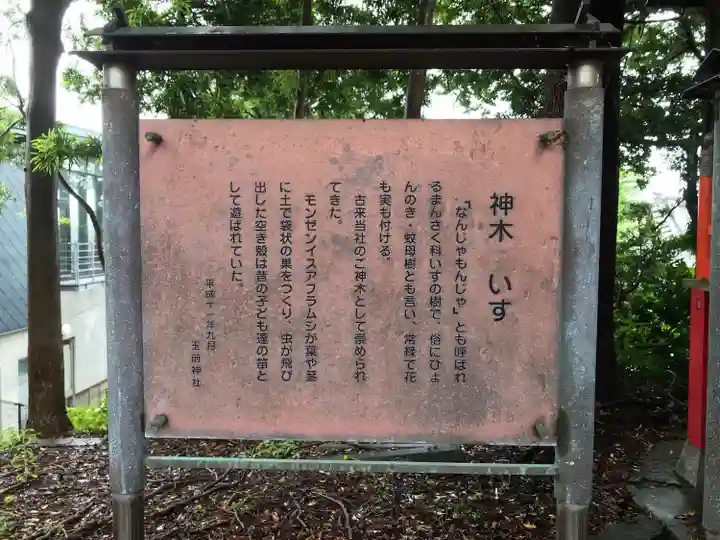 神木　いす
「なんじゃもんじゃ」とも呼ばれ
るまんさく科いすの樹で、俗にひょ
んのき・蚊母樹とも言い、常緑で花
も実も付ける。
古来当社のご神木として崇められ
てきた。
モンゼンイスアブラムシが葉や茎
に土で袋状の巣をつくり、虫が飛び
出した空き殻は昔の子ども達の笛と
して遊ばれていた。
平成十一年九月
玉前神社